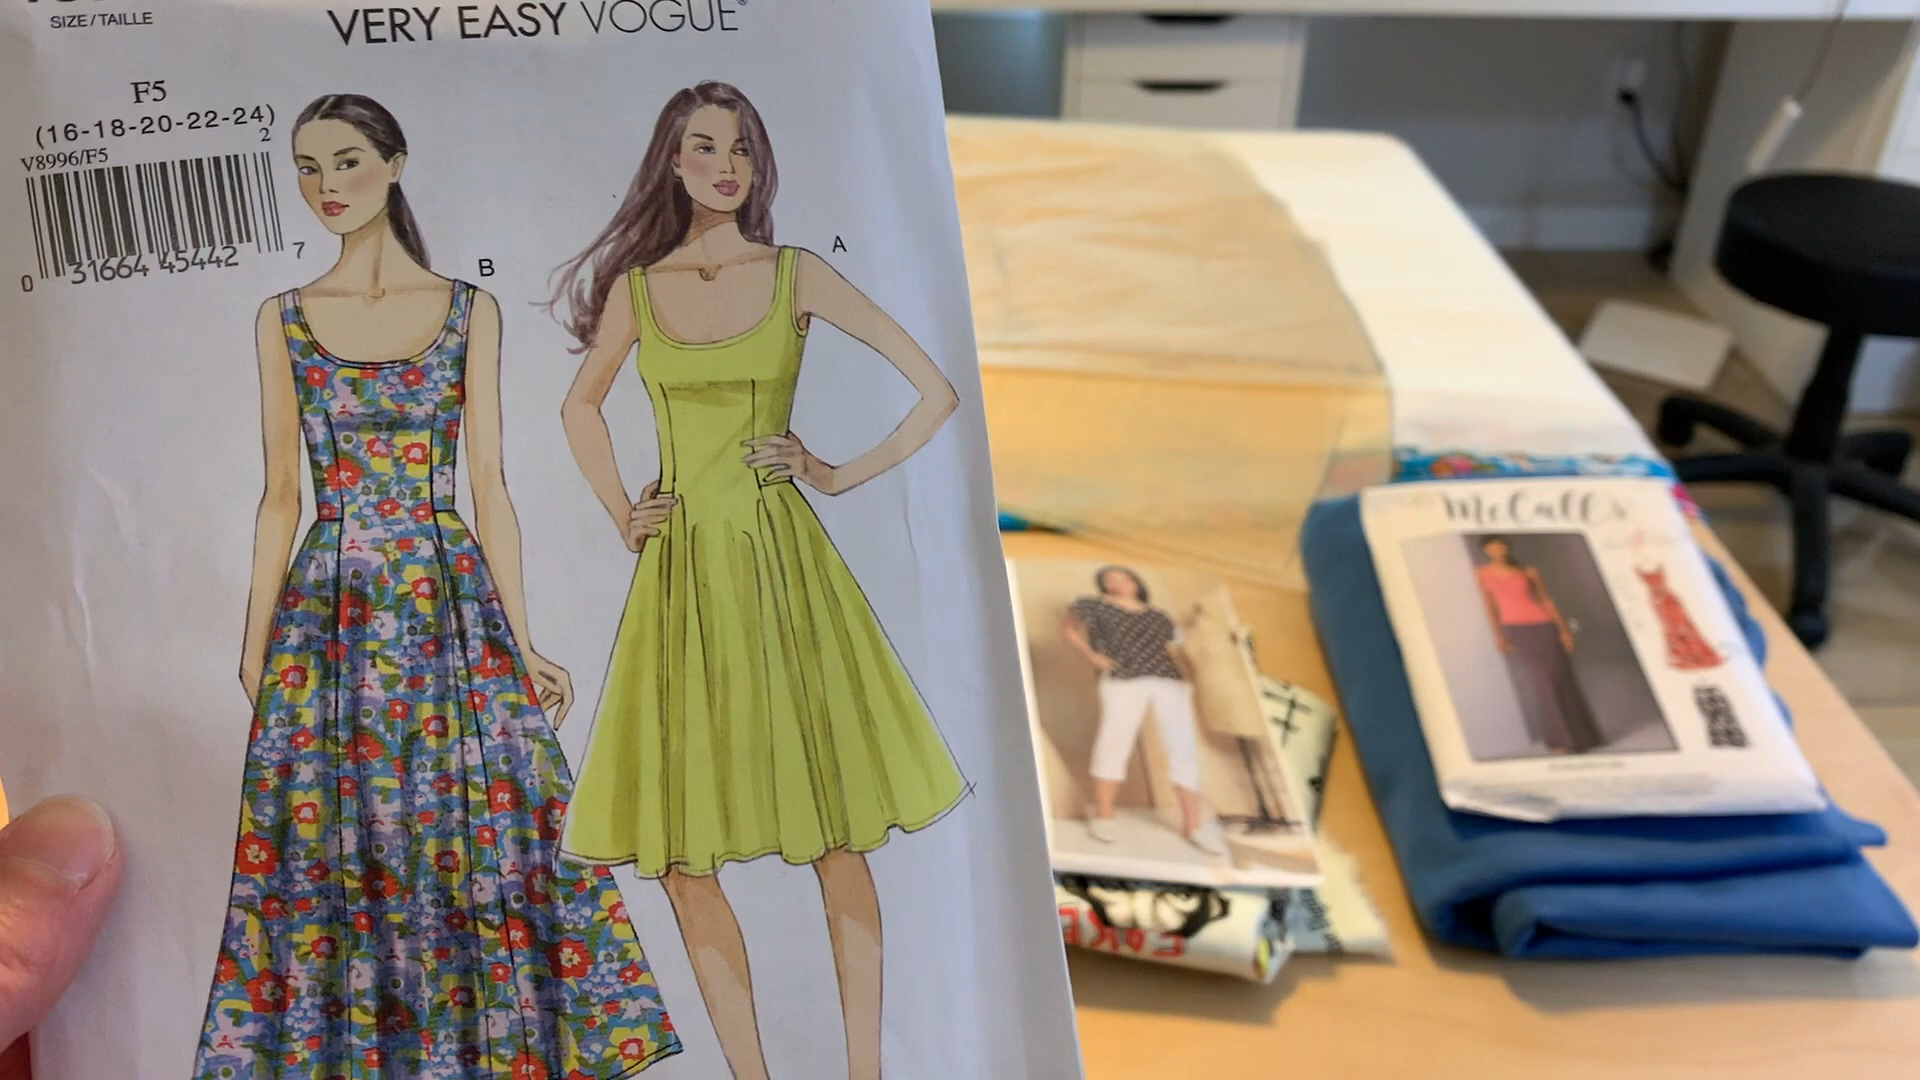 SIZE/TAILLE
VERY EASY VOGUE®
F5
(16-18-20-22-24)
2
V8996/F5
0 31664 45442 7
B
A
McCall's